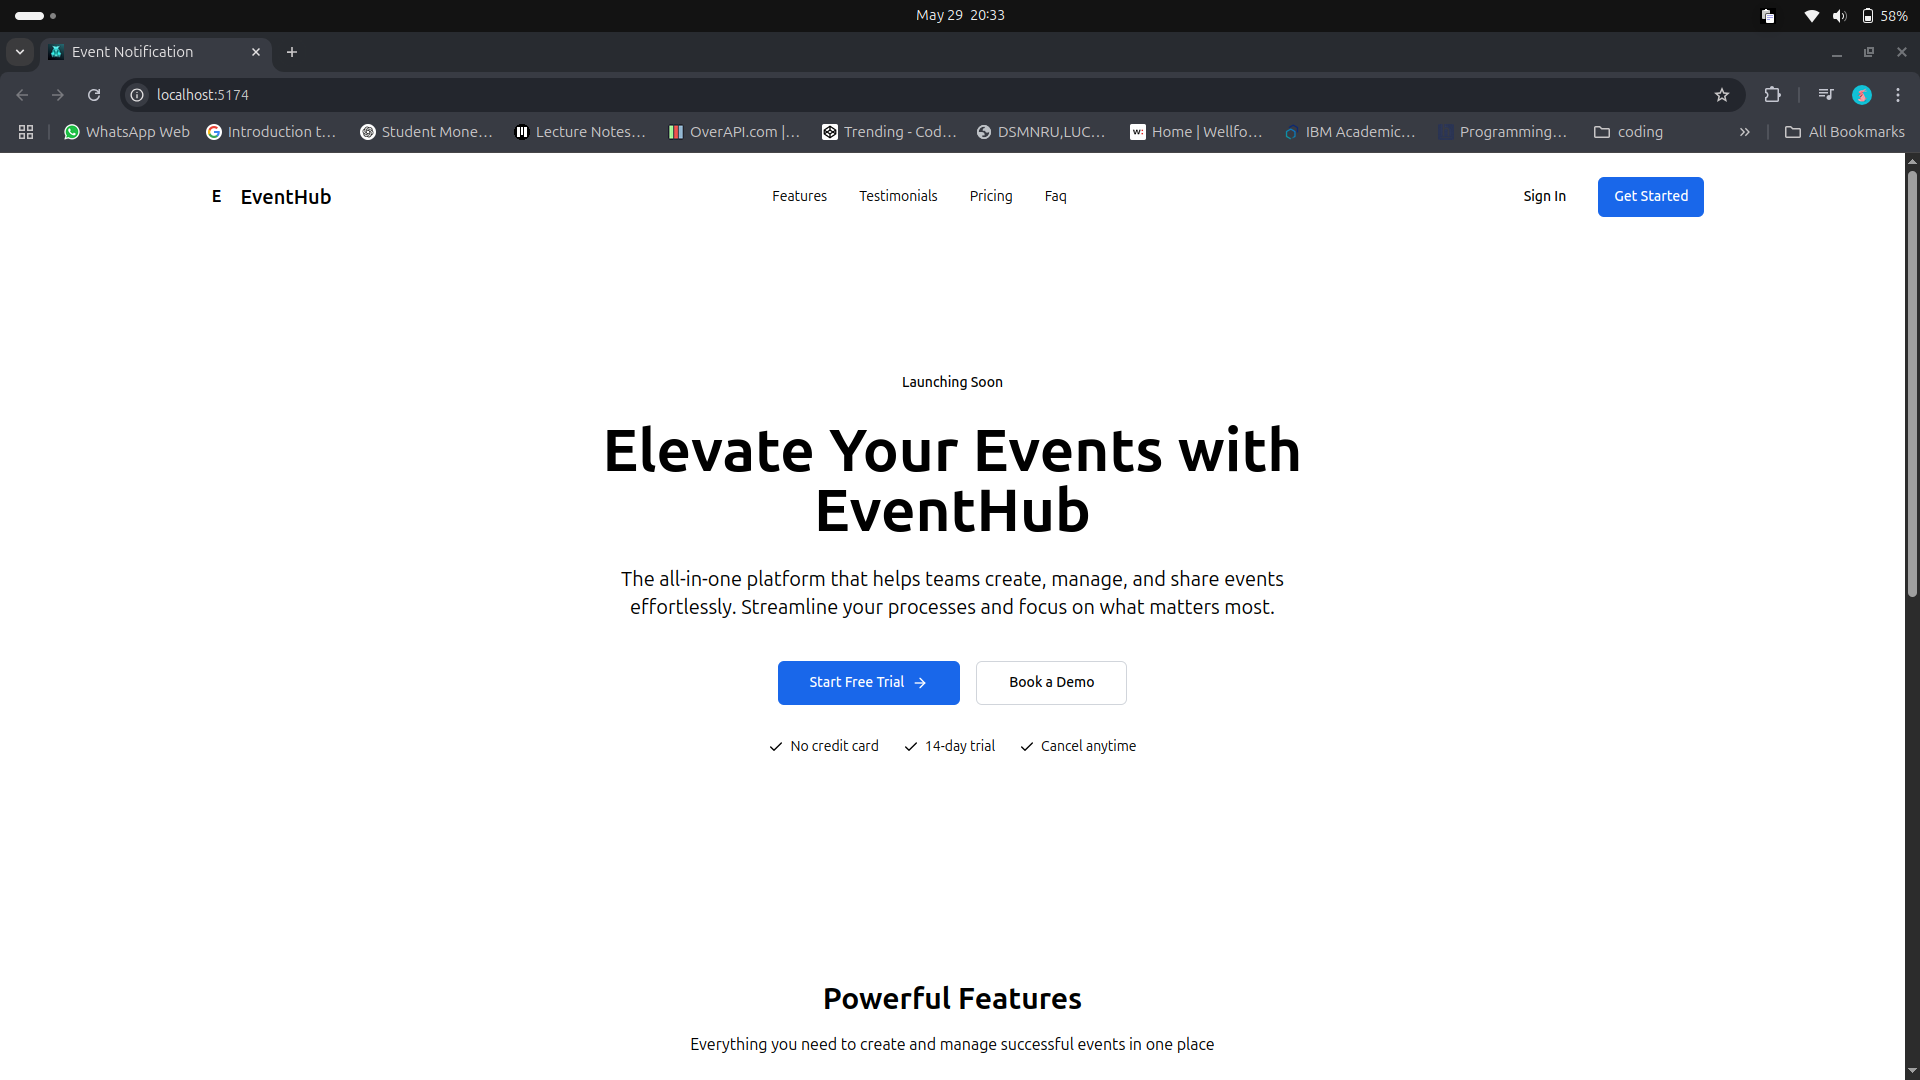 May 29 20:33
58%
Event Notification
localhost:5174
WhatsApp Web
Introduction t...
Student Mone...
Lecture Notes...
OverAPI.com |...
Trending - Cod...
DSMNRU,LUC...
Home | Wellfo...
IBM Academic...
Programming...
coding
All Bookmarks
E EventHub
Features Testimonials Pricing Faq
Sign In Get Started
Launching Soon
Elevate Your Events with
EventHub
The all-in-one platform that helps teams create, manage, and share events
effortlessly. Streamline your processes and focus on what matters most.
Start Free Trial → Book a Demo
✓ No credit card ✓ 14-day trial ✓ Cancel anytime
Powerful Features
Everything you need to create and manage successful events in one place